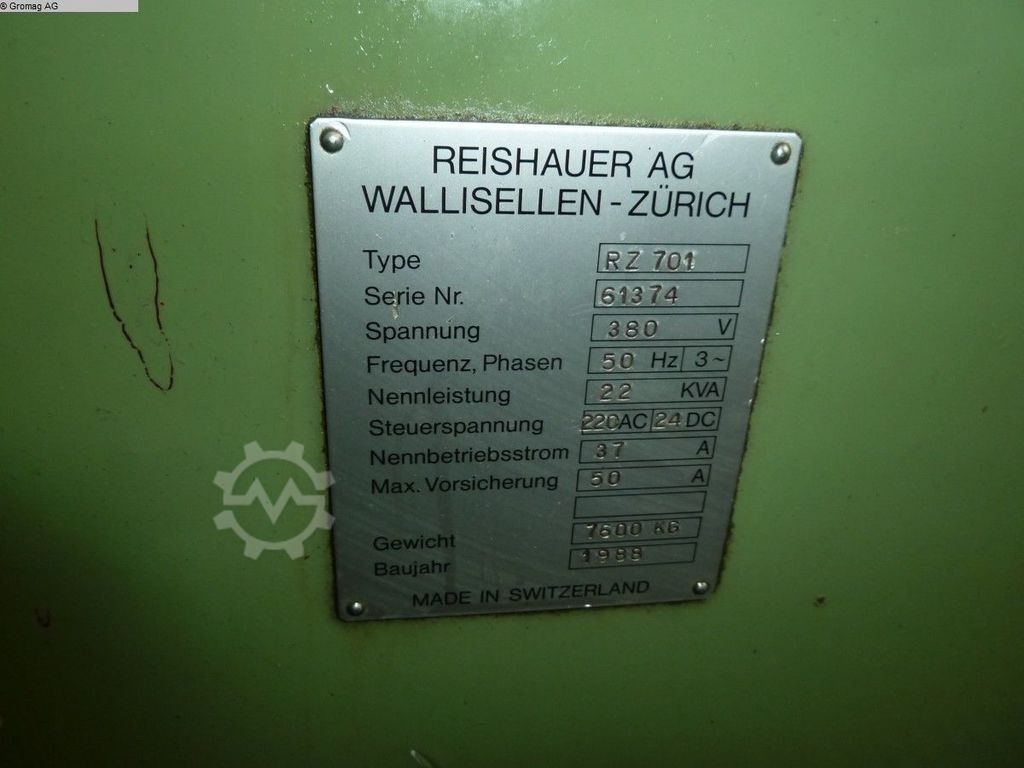 © Gromag AG
REISHAUER AG
WALLISELLEN - ZÜRICH
Type RZ 701
Serie Nr. 61374
Spannung 380 V
Frequenz, Phasen 50 Hz 3~
Nennleistung 22 KVA
Steuerspannung 220AC 24DC
Nennbetriebsstrom 37 A
Max. Vorsicherung 50 A
Gewicht 7600 KG
Baujahr 1988
MADE IN SWITZERLAND